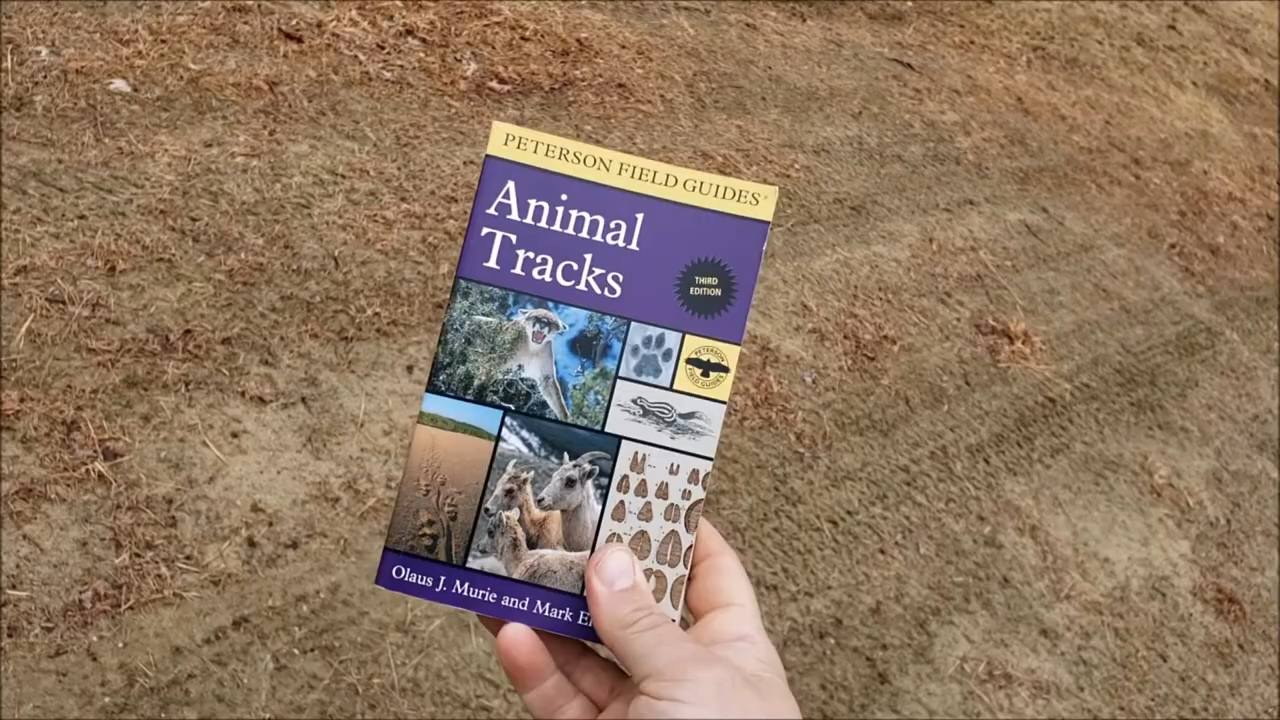 PETERSON FIELD GUIDES®
Animal
Tracks
THIRD
EDITION
PETERSON
FIELD GUIDES
Olaus J. Murie and Mark